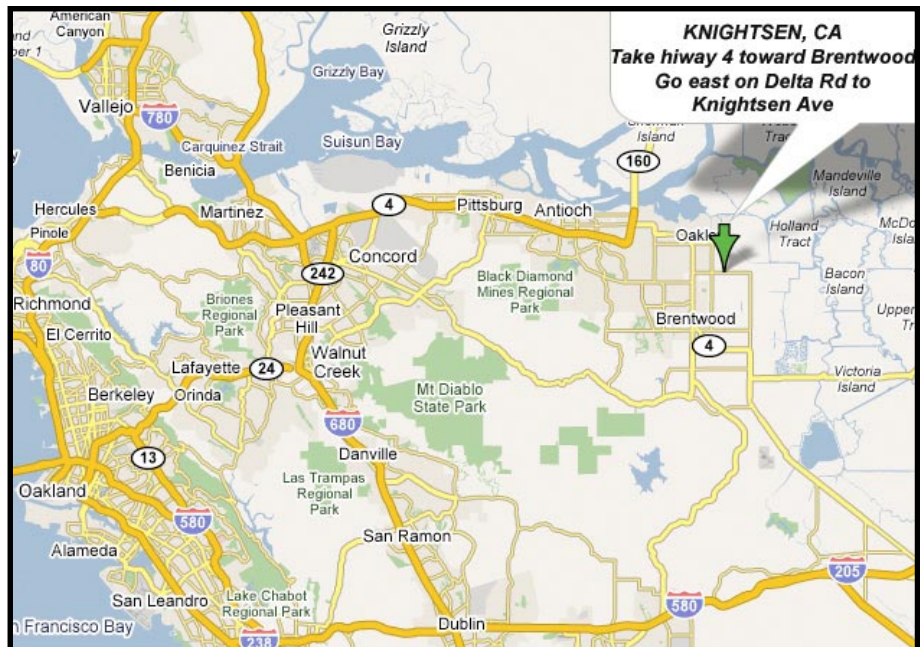 KNIGHTSEN, CA
Take hiway 4 toward Brentwood
Go east on Delta Rd to
Knightsen Ave
American
Canyon
Grizzly
Island
Grizzly Bay
Vallejo
780
Carquinez Strait
Suisun Bay
Island
Tract
Benicia
160
Mandeville
Island
Hercules
Martinez
4
Pittsburg
Antioch
Pinole
Oakle
Holland
Tract
80
242
Concord
Richmond
Briones
Regional
Park
Pleasant
Hill
Black Diamond
Mines Regional
Park
Bacon
Island
El Cerrito
Brentwood
Lafayette
24
Walnut
Creek
4
Berkeley
Orinda
Mt Diablo
State Park
Victoria
Island
680
13
Danville
Oakland
Las Trampas
Regional
Park
580
San Ramon
Alameda
205
San Leandro
Lake Chabot
Regional Park
580
n Francisco Bay
238
Dublin